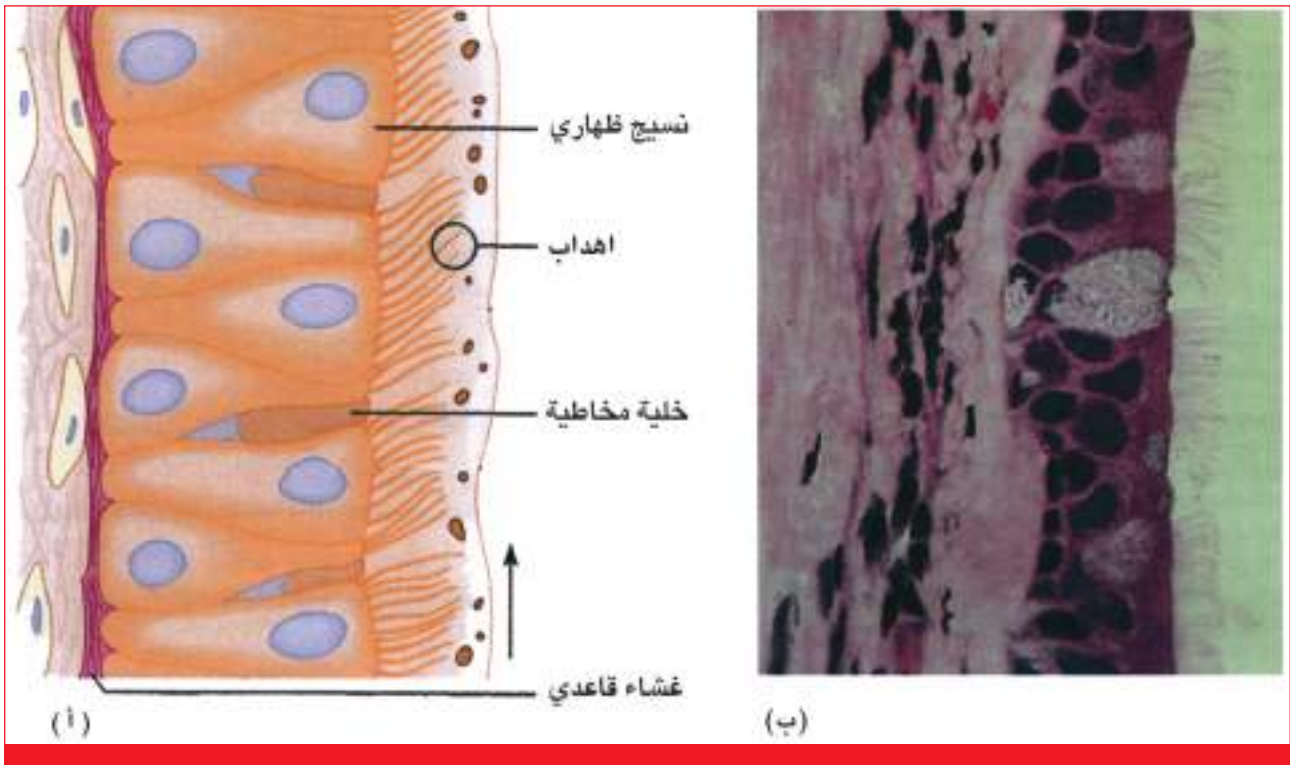 نسيج ظهاري
اهداب
خلية مخاطية
غشاء قاعدي
(أ)
(ب)